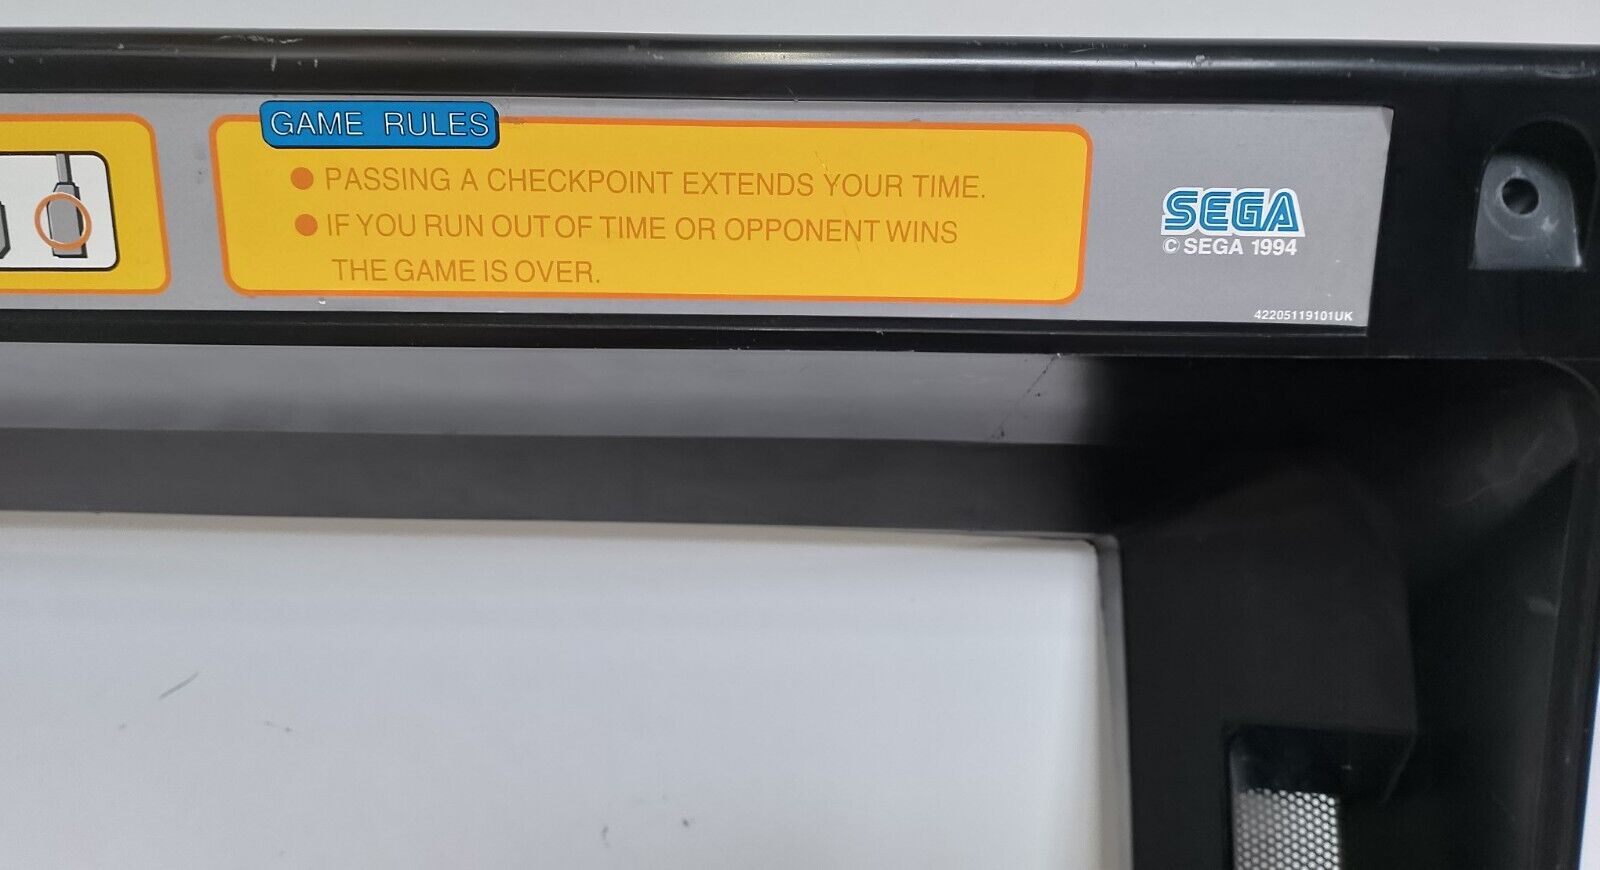 GAME RULES
● PASSING A CHECKPOINT EXTENDS YOUR TIME.
● IF YOU RUN OUT OF TIME OR OPPONENT WINS
THE GAME IS OVER.
SEGA
© SEGA 1994
42205119101UK